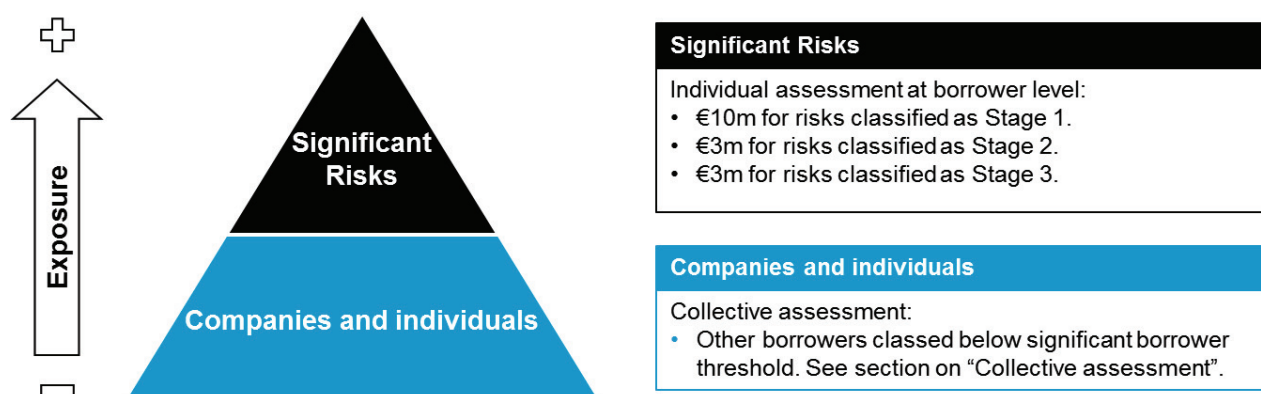 Exposure
Significant
Risks
Companies and individuals
Significant Risks
Individual assessment at borrower level:
• €10m for risks classified as Stage 1.
• €3m for risks classified as Stage 2.
• €3m for risks classified as Stage 3.
Companies and individuals
Collective assessment:
• Other borrowers classed below significant borrower
threshold. See section on “Collective assessment”.